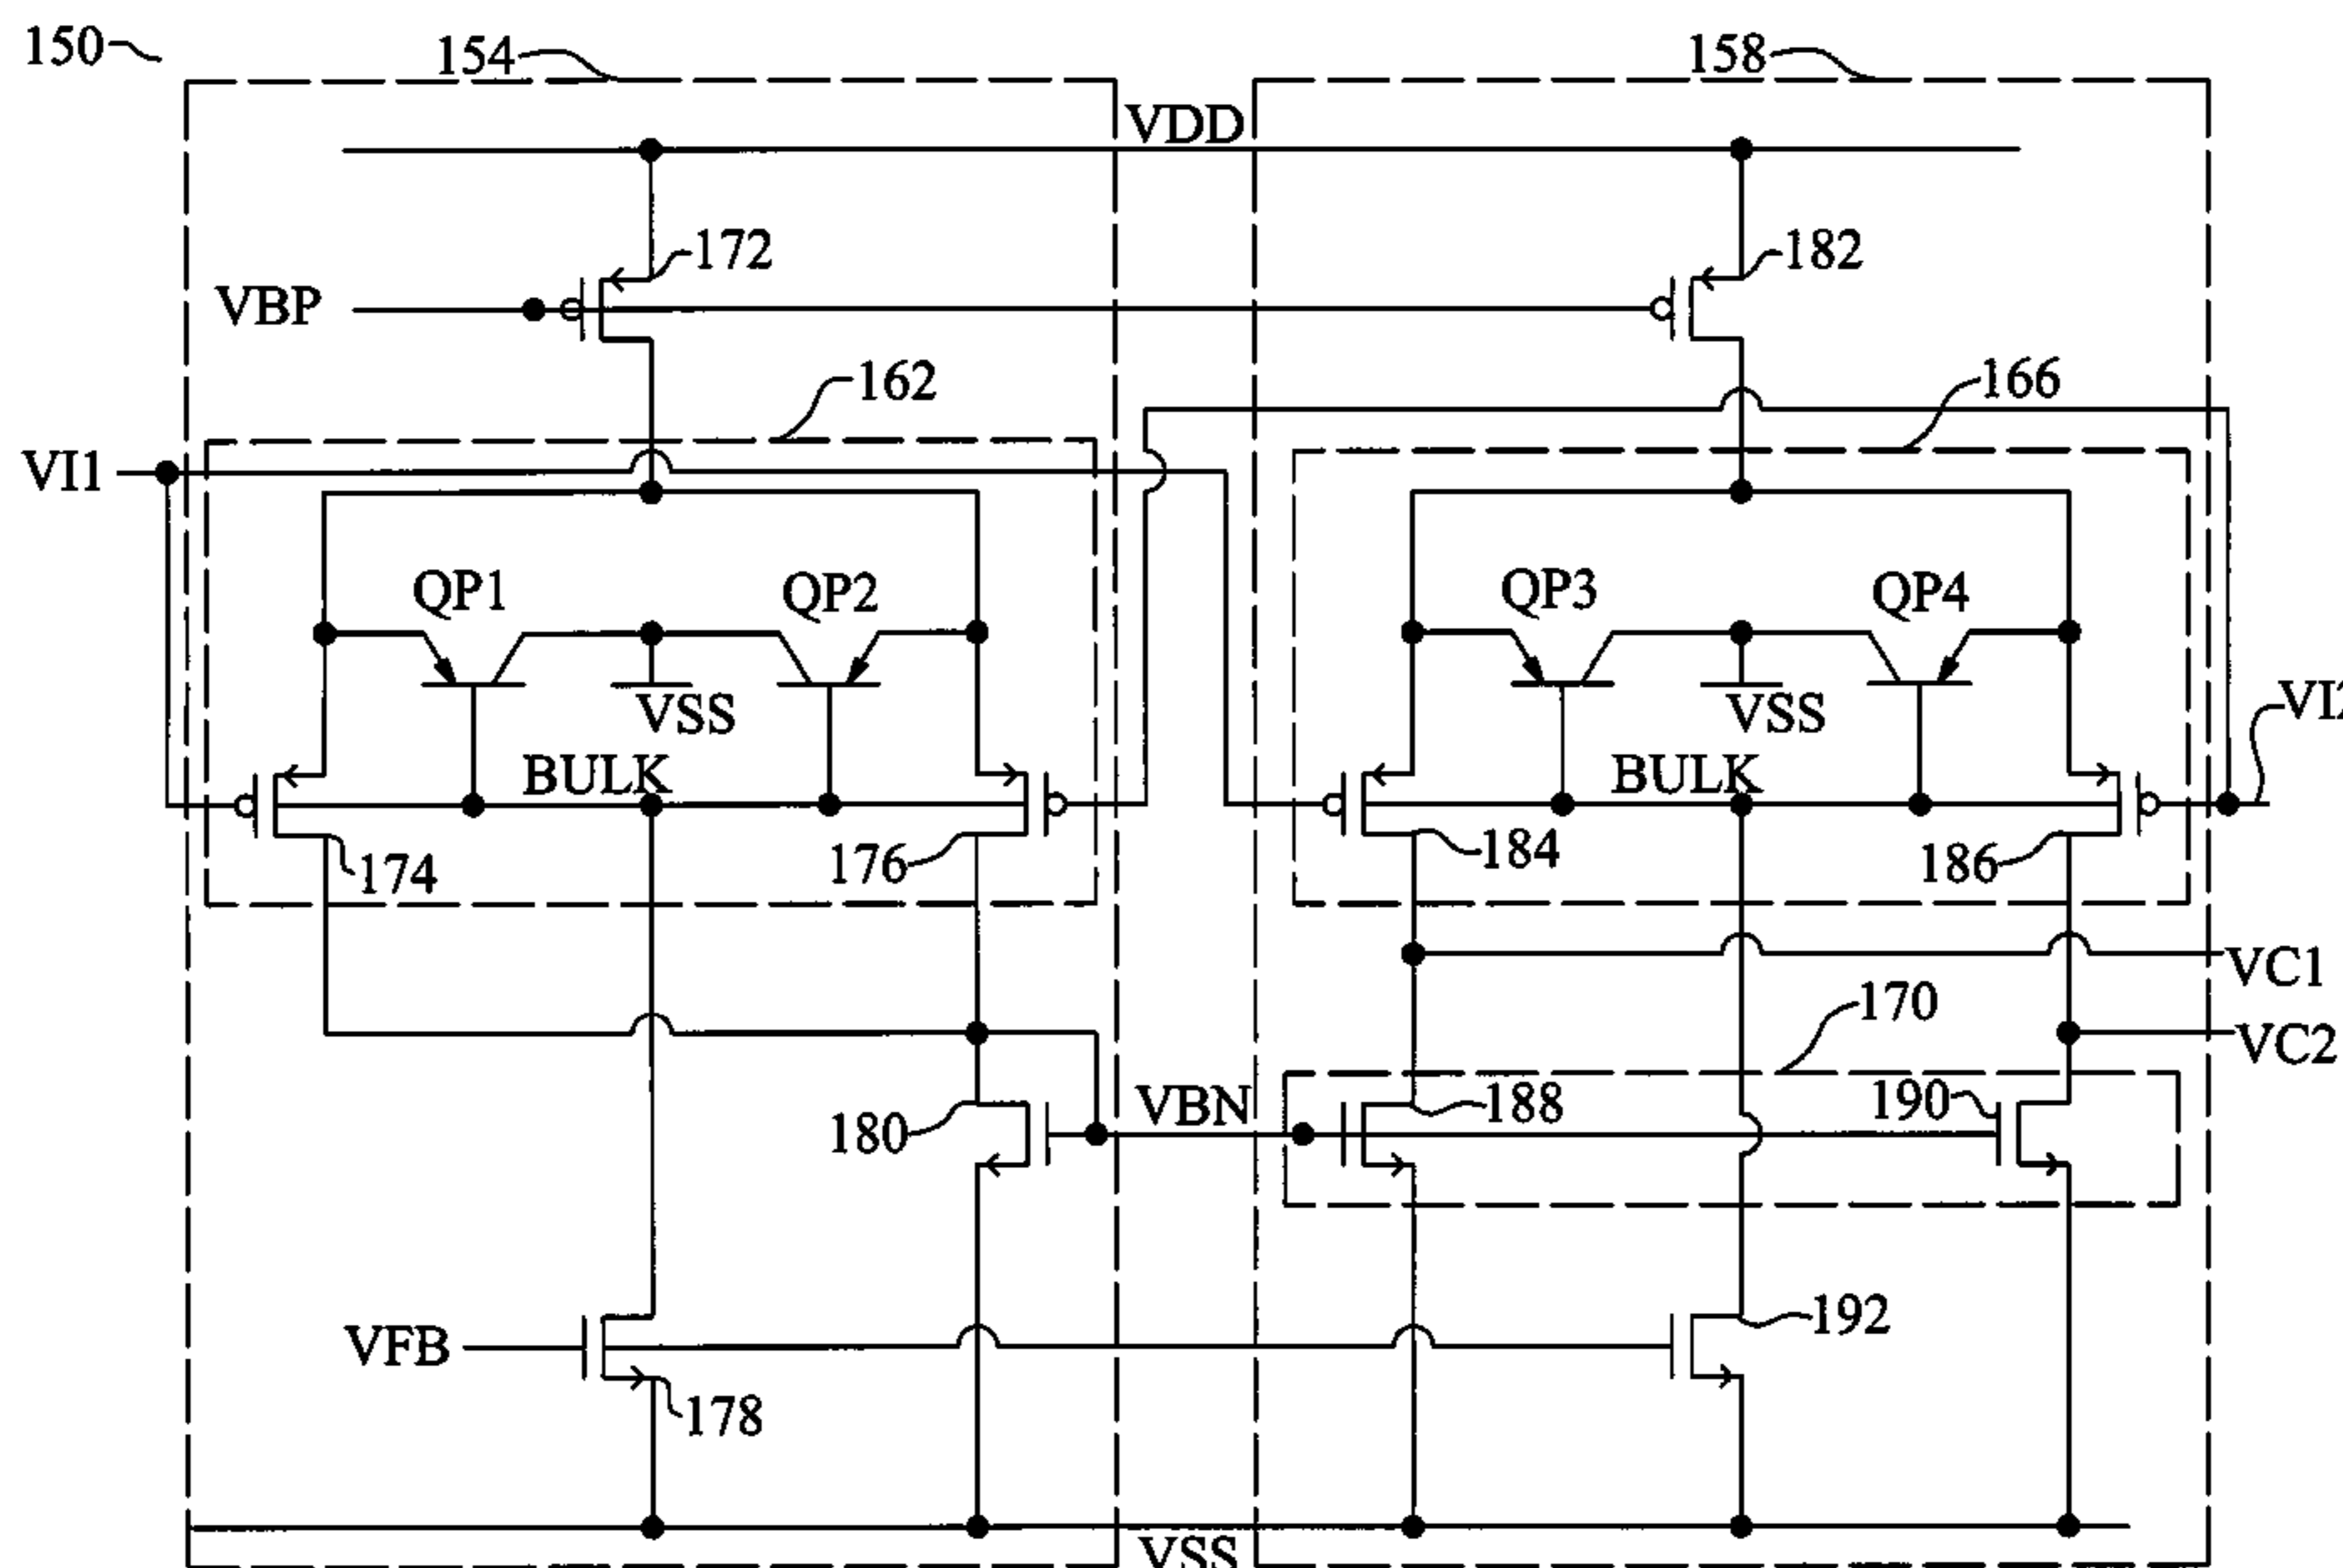 150
154
158
VDD
172
182
VBP
162
166
VI1
QP1
QP2
QP3
QP4
VSS
VSS
VI2
BULK
BULK
174
176
184
186
VC1
170
VC2
VBN
180
188
190
VFB
192
178
VSS